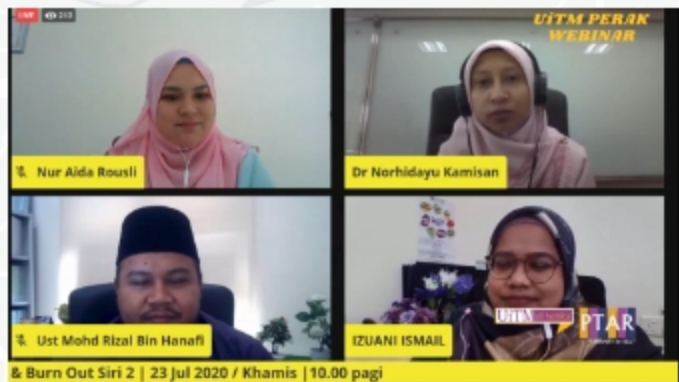 LIVE 213
UiTM PERAK
WEBINAR
Nur Aida Rousli
Dr Norhidayu Kamisan
Ust Mohd Rizal Bin Hanafi
IZUANI ISMAIL
PTAR
& Burn Out Siri 2 | 23 Jul 2020 / Khamis |10.00 pagi